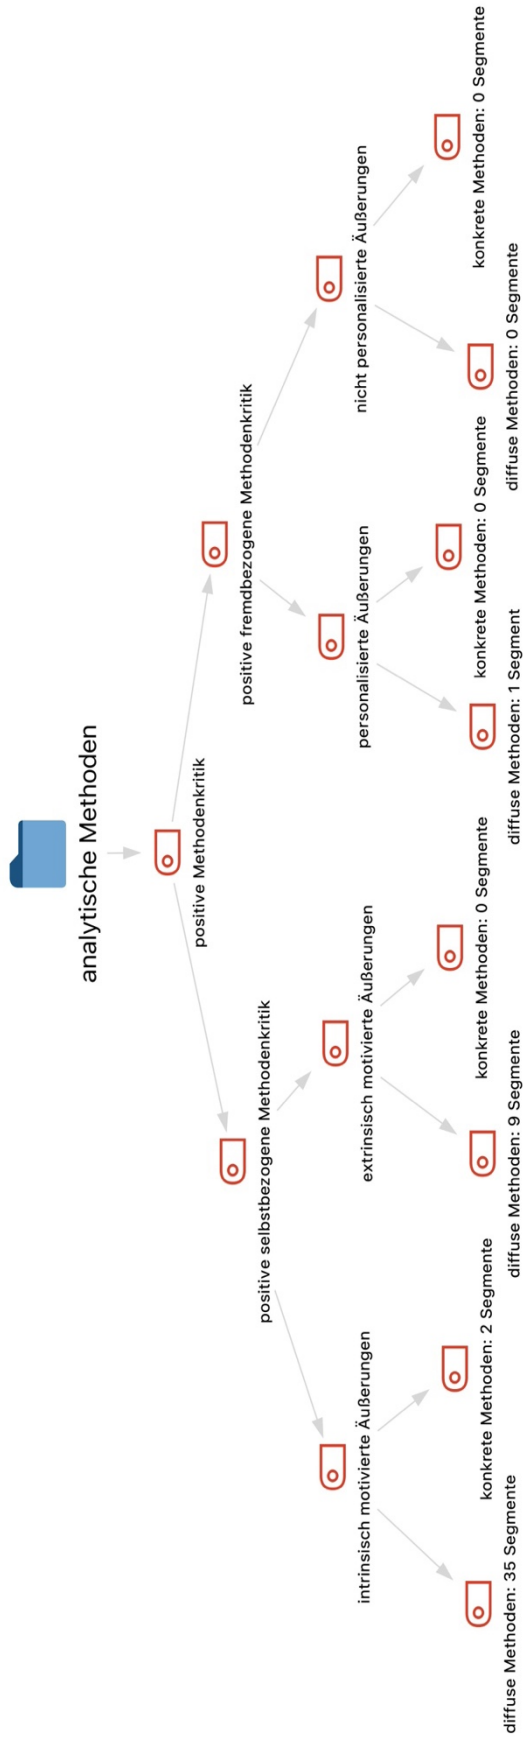 analytische Methoden
positive Methodenkritik
positive selbstbezogene Methodenkritik
positive fremdbezogene Methodenkritik
intrinsisch motivierte Äußerungen
extrinsisch motivierte Äußerungen
personalisierte Äußerungen
nicht personalisierte Äußerungen
diffuse Methoden: 35 Segmente
konkrete Methoden: 2 Segmente
diffuse Methoden: 9 Segmente
konkrete Methoden: 0 Segmente
diffuse Methoden: 1 Segment
konkrete Methoden: 0 Segmente
diffuse Methoden: 0 Segmente
konkrete Methoden: 0 Segmente